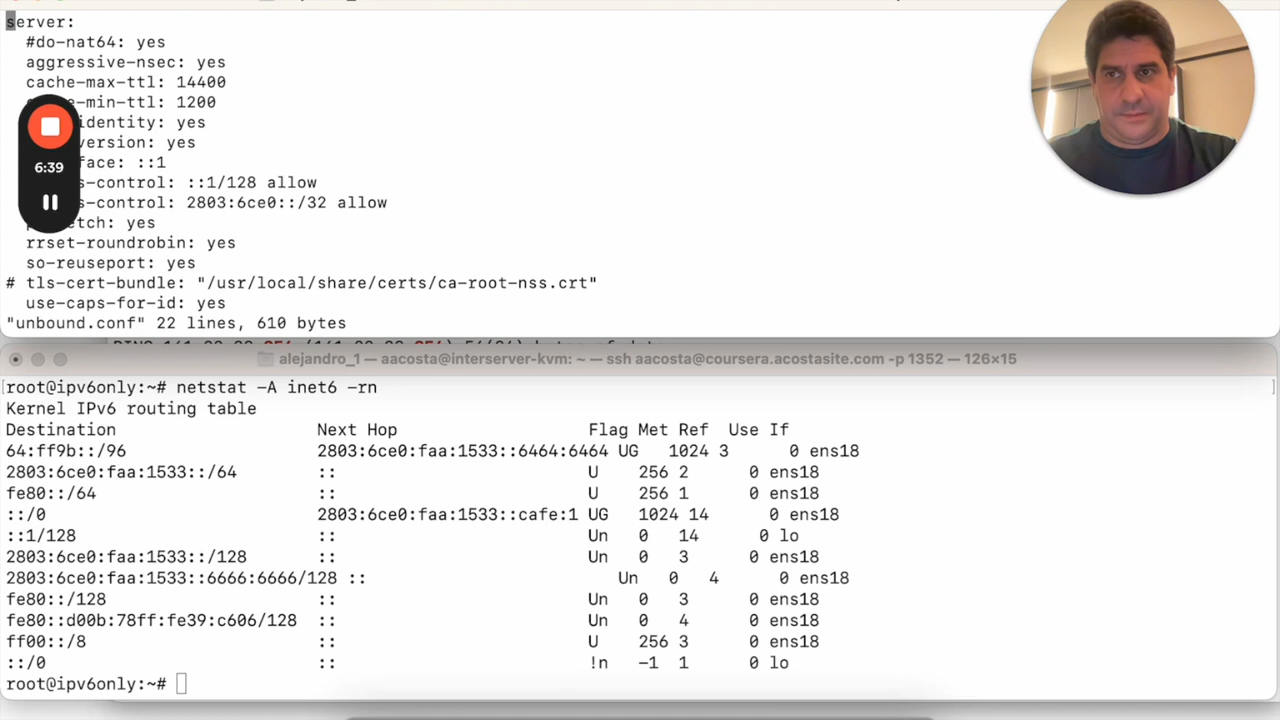 server:
  #do-nat64: yes
  aggressive-nsec: yes
  cache-max-ttl: 14400
-min-ttl: 1200
identity: yes
version: yes
face: ::1
s-control: ::1/128 allow
s-control: 2803:6ce0::/32 allow
etch: yes
  rrset-roundrobin: yes
  so-reuseport: yes
# tls-cert-bundle: "/usr/local/share/certs/ca-root-nss.crt"
  use-caps-for-id: yes
"unbound.conf" 22 lines, 610 bytes
6:39
alejandro_1 — aacosta@interserver-kvm: ~ — ssh aacosta@coursera.acostasite.com -p 1352 — 126×15
[root@ipv6only:~# netstat -A inet6 -rn ]
Kernel IPv6 routing table
Destination                    Next Hop                   Flag Met Ref  Use If
64:ff9b::/96                   2803:6ce0:faa:1533::6464:6464 UG   1024 3      0 ens18
2803:6ce0:faa:1533::/64        ::                         U    256 2      0 ens18
fe80::/64                      ::                         U    256 1      0 ens18
::/0                           2803:6ce0:faa:1533::cafe:1 UG   1024 14      0 ens18
::1/128                        ::                         Un   0   14      0 lo
2803:6ce0:faa:1533::/128       ::                         Un   0   3      0 ens18
2803:6ce0:faa:1533::6666:6666/128 ::                         Un   0   4      0 ens18
fe80::/128                     ::                         Un   0   3      0 ens18
fe80::d00b:78ff:fe39:c606/128  ::                         Un   0   4      0 ens18
ff00::/8                       ::                         U    256 3      0 ens18
::/0                           ::                         !n   -1  1      0 lo
root@ipv6only:~#